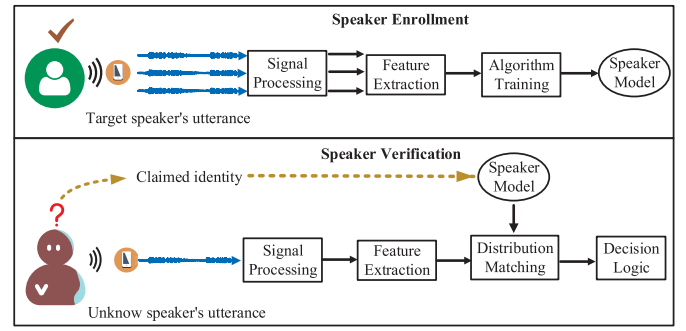 Speaker Enrollment
Signal
Processing
Feature
Extraction
Algorithm
Training
Speaker
Model
Target speaker's utterance
Speaker Verification
Claimed identity
Speaker
Model
?
Signal
Processing
Feature
Extraction
Distribution
Matching
Decision
Logic
Unknow speaker's utterance